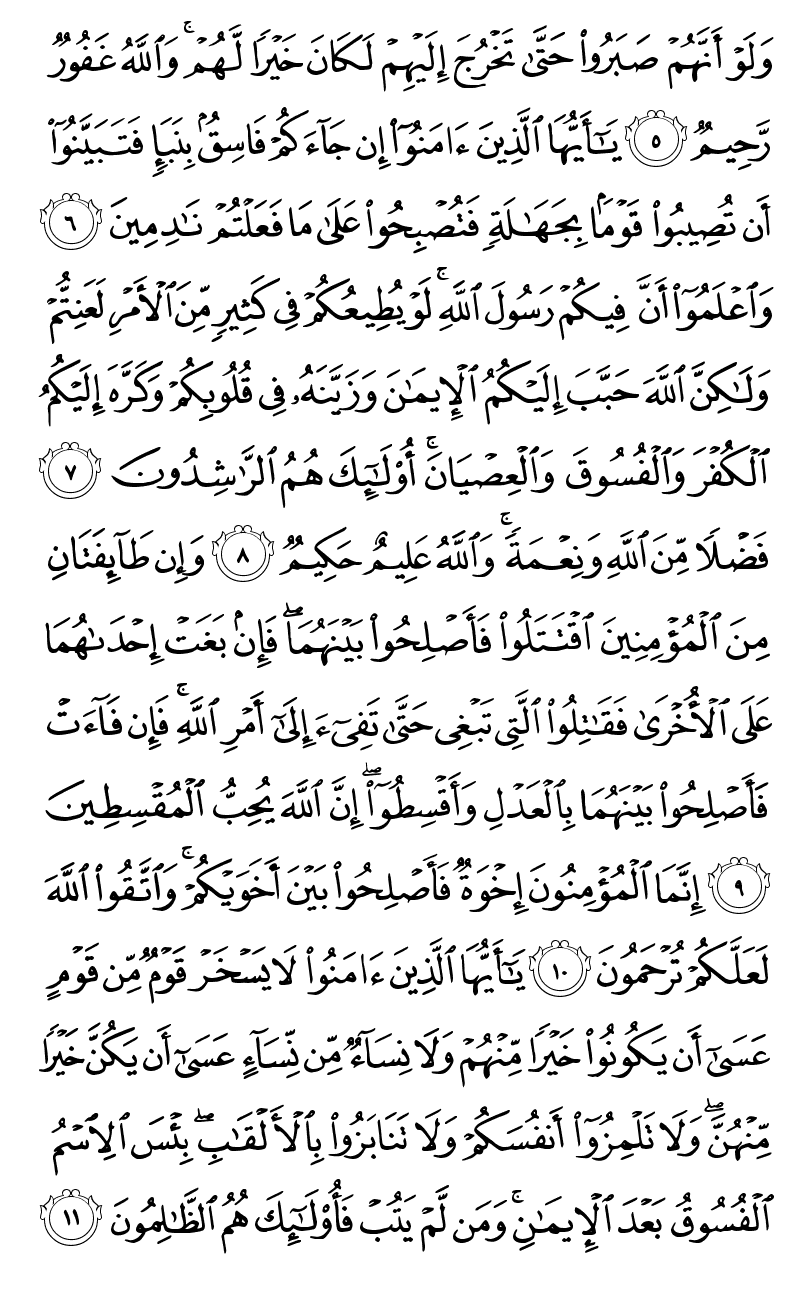 وَلَوْ أَنَّهُمْ صَبَرُوا۟ حَتَّىٰ تَخْرُجَ إِلَيْهِمْ لَكَانَ خَيْرًا لَّهُمْ ۚ وَٱللَّهُ غَفُورٌ
رَّحِيمٌ ٥ يَـٰٓأَيُّهَا ٱلَّذِينَ ءَامَنُوٓا۟ إِن جَآءَكُمْ فَاسِقٌۢ بِنَبَإٍ فَتَبَيَّنُوٓا۟
أَن تُصِيبُوا۟ قَوْمًۢا بِجَهَـٰلَةٍ فَتُصْبِحُوا۟ عَلَىٰ مَا فَعَلْتُمْ نَـٰدِمِينَ ٦
وَٱعْلَمُوٓا۟ أَنَّ فِيكُمْ رَسُولَ ٱللَّهِ ۚ لَوْ يُطِيعُكُمْ فِى كَثِيرٍ مِّنَ ٱلْأَمْرِ لَعَنِتُّمْ
وَلَـٰكِنَّ ٱللَّهَ حَبَّبَ إِلَيْكُمُ ٱلْإِيمَـٰنَ وَزَيَّنَهُۥ فِى قُلُوبِكُمْ وَكَرَّهَ إِلَيْكُمُ
ٱلْكُفْرَ وَٱلْفُسُوقَ وَٱلْعِصْيَانَ ۚ أُو۟لَـٰٓئِكَ هُمُ ٱلرَّٰشِدُونَ ٧
فَضْلًا مِّنَ ٱللَّهِ وَنِعْمَةً ۚ وَٱللَّهُ عَلِيمٌ حَكِيمٌ ٨ وَإِن طَآئِفَتَانِ
مِنَ ٱلْمُؤْمِنِينَ ٱقْتَتَلُوا۟ فَأَصْلِحُوا۟ بَيْنَهُمَا ۖ فَإِنۢ بَغَتْ إِحْدَىٰهُمَا
عَلَى ٱلْأُخْرَىٰ فَقَـٰتِلُوا۟ ٱلَّتِى تَبْغِى حَتَّىٰ تَفِىٓءَ إِلَىٰٓ أَمْرِ ٱللَّهِ ۚ فَإِن فَآءَتْ
فَأَصْلِحُوا۟ بَيْنَهُمَا بِٱلْعَدْلِ وَأَقْسِطُوٓا۟ ۖ إِنَّ ٱللَّهَ يُحِبُّ ٱلْمُقْسِطِينَ
٩ إِنَّمَا ٱلْمُؤْمِنُونَ إِخْوَةٌ فَأَصْلِحُوا۟ بَيْنَ أَخَوَيْكُمْ ۚ وَٱتَّقُوا۟ ٱللَّهَ
لَعَلَّكُمْ تُرْحَمُونَ ١٠ يَـٰٓأَيُّهَا ٱلَّذِينَ ءَامَنُوا۟ لَا يَسْخَرْ قَوْمٌ مِّن قَوْمٍ
عَسَىٰٓ أَن يَكُونُوا۟ خَيْرًا مِّنْهُمْ وَلَا نِسَآءٌ مِّن نِّسَآءٍ عَسَىٰٓ أَن يَكُنَّ خَيْرًا
مِّنْهُنَّ ۖ وَلَا تَلْمِزُوٓا۟ أَنفُسَكُمْ وَلَا تَنَابَزُوا۟ بِٱلْأَلْقَـٰبِ ۖ بِئْسَ ٱلِٱسْمُ
ٱلْفُسُوقُ بَعْدَ ٱلْإِيمَـٰنِ ۚ وَمَن لَّمْ يَتُبْ فَأُو۟لَـٰٓئِكَ هُمُ ٱلظَّـٰلِمُونَ ١١